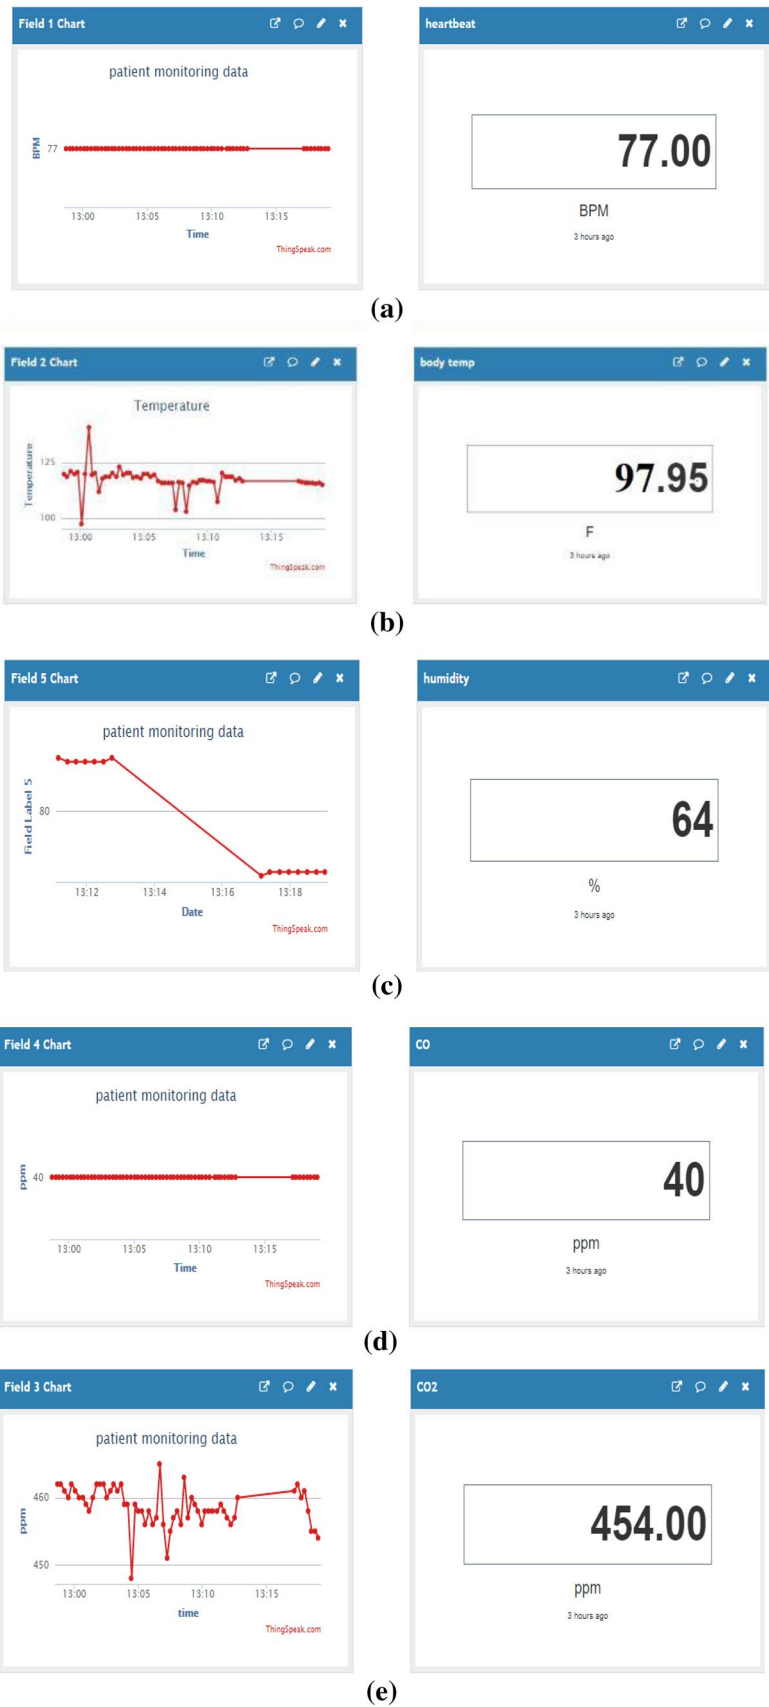 Field 1 Chart
patient monitoring data
BPM
77
13:00 13:05 13:10 13:15
Time
ThingSpeak.com
heartbeat
77.00
BPM
3 hours ago
(a)
Field 2 Chart
Temperature
Temperature
125
100
13:00 13:05 13:10 13:15
Time
ThingSpeak.com
body temp
97.95
F
3 hours ago
(b)
Field 5 Chart
patient monitoring data
Field Label 5
80
13:12 13:14 13:16 13:18
Date
ThingSpeak.com
humidity
64
%
3 hours ago
(c)
Field 4 Chart
patient monitoring data
ppm
40
13:00 13:05 13:10 13:15
Time
ThingSpeak.com
CO
40
ppm
3 hours ago
(d)
Field 3 Chart
patient monitoring data
ppm
460
450
13:00 13:05 13:10 13:15
time
ThingSpeak.com
CO2
454.00
ppm
3 hours ago
(e)